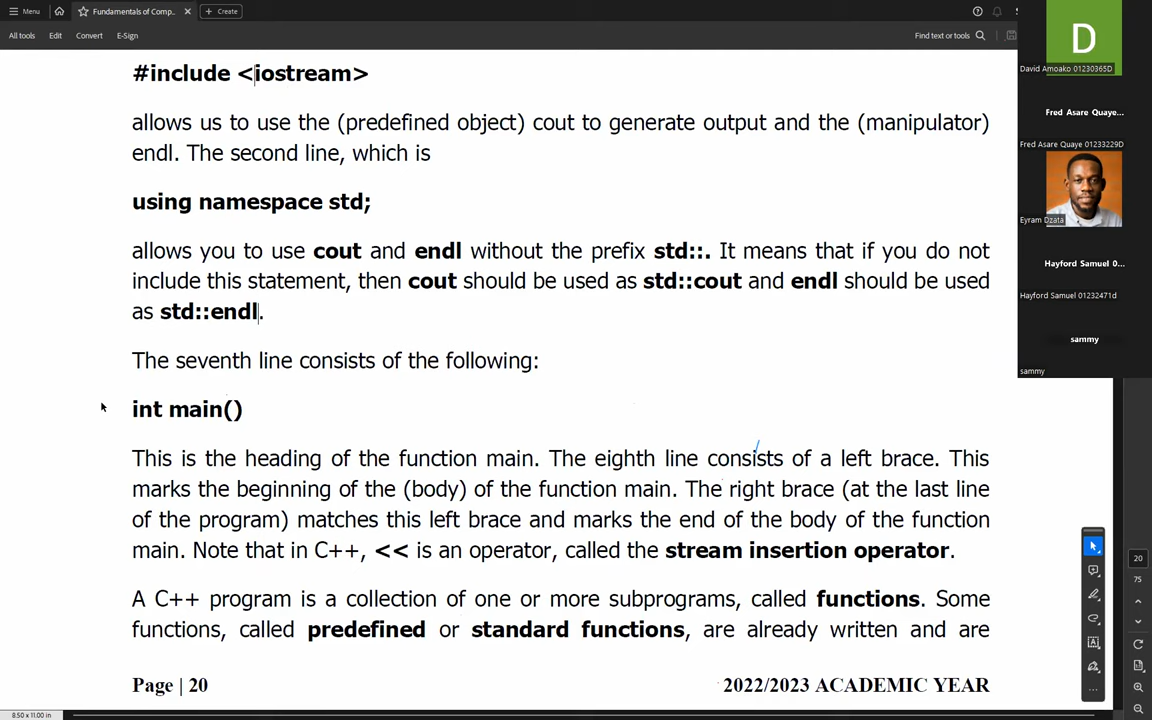 Menu
Fundamentals of Comp..
Create
All tools
Edit
Convert
E-Sign
Find text or tools
#include <iostream>
allows us to use the (predefined object) cout to generate output and the (manipulator)
endl. The second line, which is
using namespace std;
allows you to use cout and endl without the prefix std::. It means that if you do not
include this statement, then cout should be used as std::cout and endl should be used
as std::endl.
The seventh line consists of the following:
int main()
This is the heading of the function main. The eighth line consists of a left brace. This
marks the beginning of the (body) of the function main. The right brace (at the last line
of the program) matches this left brace and marks the end of the body of the function
main. Note that in C++, << is an operator, called the stream insertion operator.
A C++ program is a collection of one or more subprograms, called functions. Some
functions, called predefined or standard functions, are already written and are
Page | 20
2022/2023 ACADEMIC YEAR
8.50 x 11.00 in
D
David Amoako 01230365D
Fred Asare Quaye...
Fred Asare Quaye 01233229D
Eyram Dzata
Hayford Samuel 0...
Hayford Samuel 01232471d
sammy
sammy
20
75